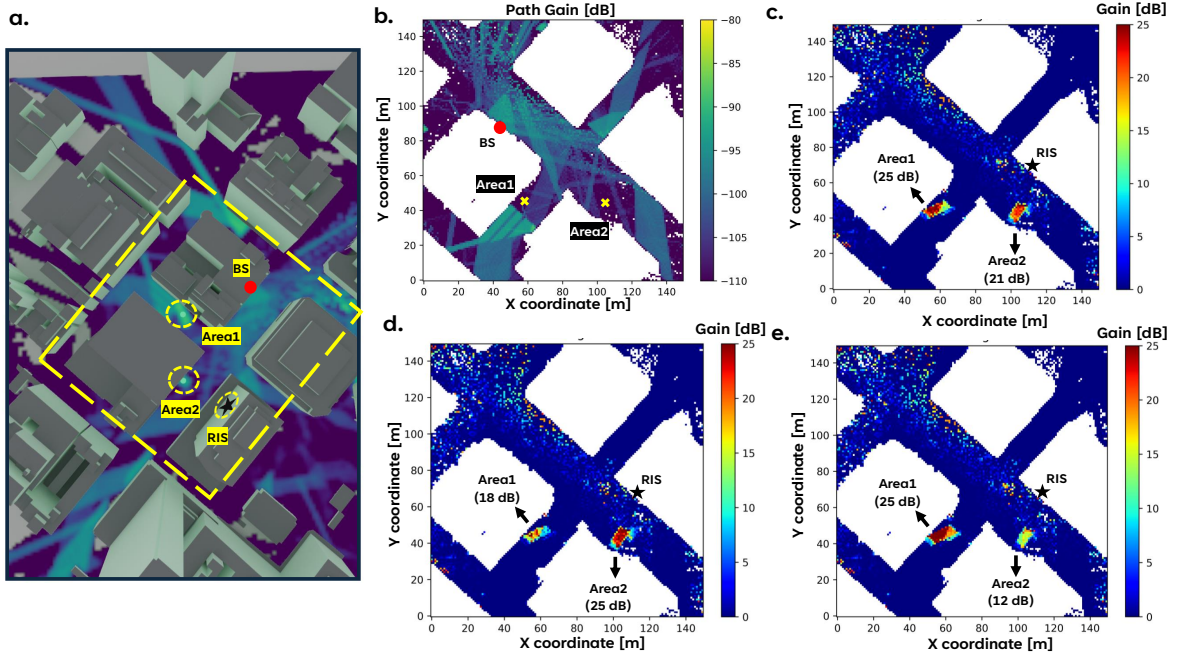 a.
BS
Area1
Area2
RIS
b.
Path Gain [dB]
Y coordinate [m]
140
120
100
80
60
40
20
0
BS
Area1
Area2
0 20 40 60 80 100 120 140
X coordinate [m]
−80
−85
−90
−95
−100
−105
−110
c.
Gain [dB]
Y coordinate [m]
140
120
100
80
60
40
20
0
Area1
(25 dB)
RIS
Area2
(21 dB)
0 20 40 60 80 100 120 140
X coordinate [m]
25
20
15
10
5
0
d.
Gain [dB]
Y coordinate [m]
140
120
100
80
60
40
20
0
Area1
(18 dB)
RIS
Area2
(25 dB)
0 20 40 60 80 100 120 140
X coordinate [m]
25
20
15
10
5
0
e.
Gain [dB]
Y coordinate [m]
140
120
100
80
60
40
20
0
Area1
(25 dB)
RIS
Area2
(12 dB)
0 20 40 60 80 100 120 140
X coordinate [m]
25
20
15
10
5
0